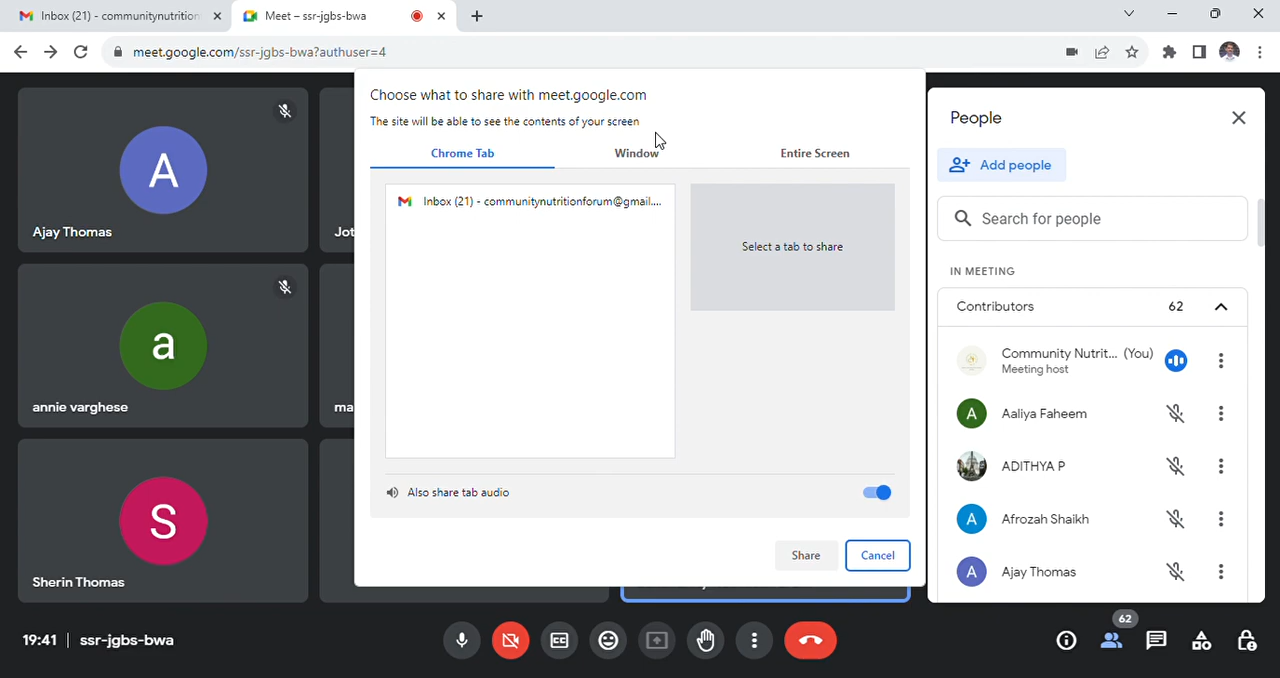 Inbox (21) - communitynutrition
Meet – ssr-jgbs-bwa
meet.google.com/ssr-jgbs-bwa?authuser=4
A
Ajay Thomas
Jot
a
annie varghese
ma
S
Sherin Thomas
Choose what to share with meet.google.com
The site will be able to see the contents of your screen
Chrome Tab
Window
Entire Screen
Inbox (21) - communitynutritionforum@gmail....
Select a tab to share
Also share tab audio
Share
Cancel
People
Add people
Search for people
IN MEETING
Contributors
62
Community Nutrit... (You)
Meeting host
A
Aaliya Faheem
ADITHYA P
A
Afrozah Shaikh
A
Ajay Thomas
19:41 | ssr-jgbs-bwa
62